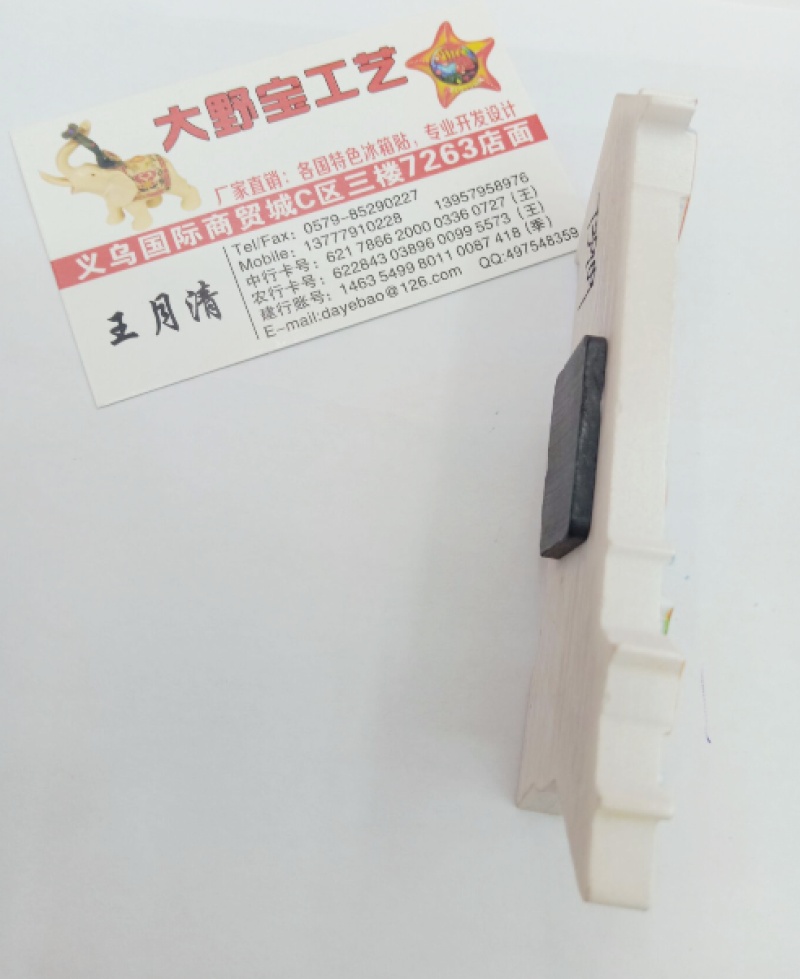 大野宝工艺
厂家直销：各国特色冰箱贴，专业开发设计
义乌国际商贸城C区三楼7263店面
王月清
Tel/Fax: 0579-85290227
Mobile: 13777910228 13957958976
中行卡号: 621 7866 2000 0336 0727 (王)
农行卡号: 622843 03896 0099 5573 (王)
建行账号: 1463 5499 8011 0087 418 (季)
E-mail:dayebao@126.com QQ:497548359